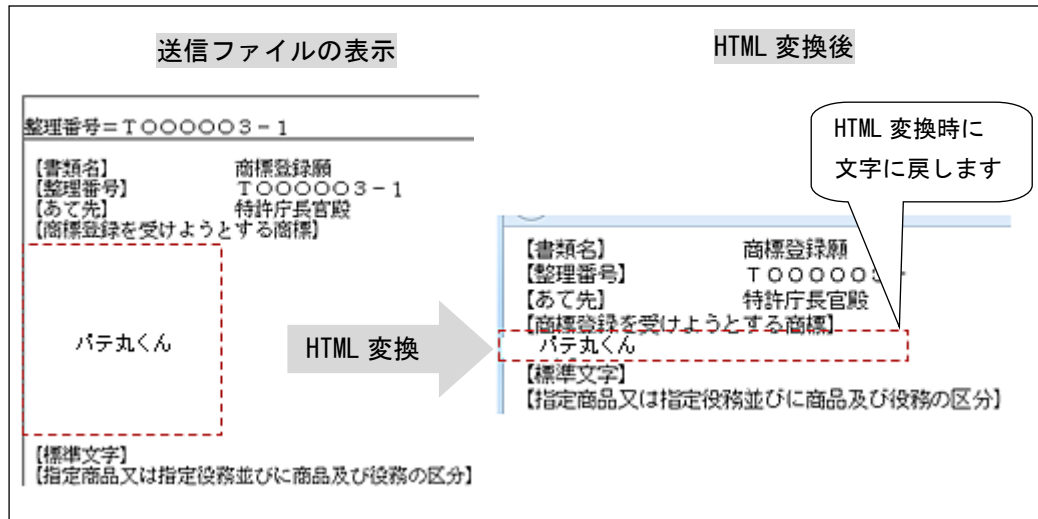 送信ファイルの表示
整理番号=T000003-1
【書類名】 商標登録願
【整理番号】 T000003-1
【あて先】 特許庁長官殿
【商標登録を受けようとする商標】
パテ丸くん
【標準文字】
【指定商品又は指定役務並びに商品及び役務の区分】
HTML 変換
HTML 変換後
HTML 変換時に
文字に戻します
【書類名】 商標登録願
【整理番号】 T000003-
【あて先】 特許庁長官殿
【商標登録を受けようとする商標】
パテ丸くん
【標準文字】
【指定商品又は指定役務並びに商品及び役務の区分】